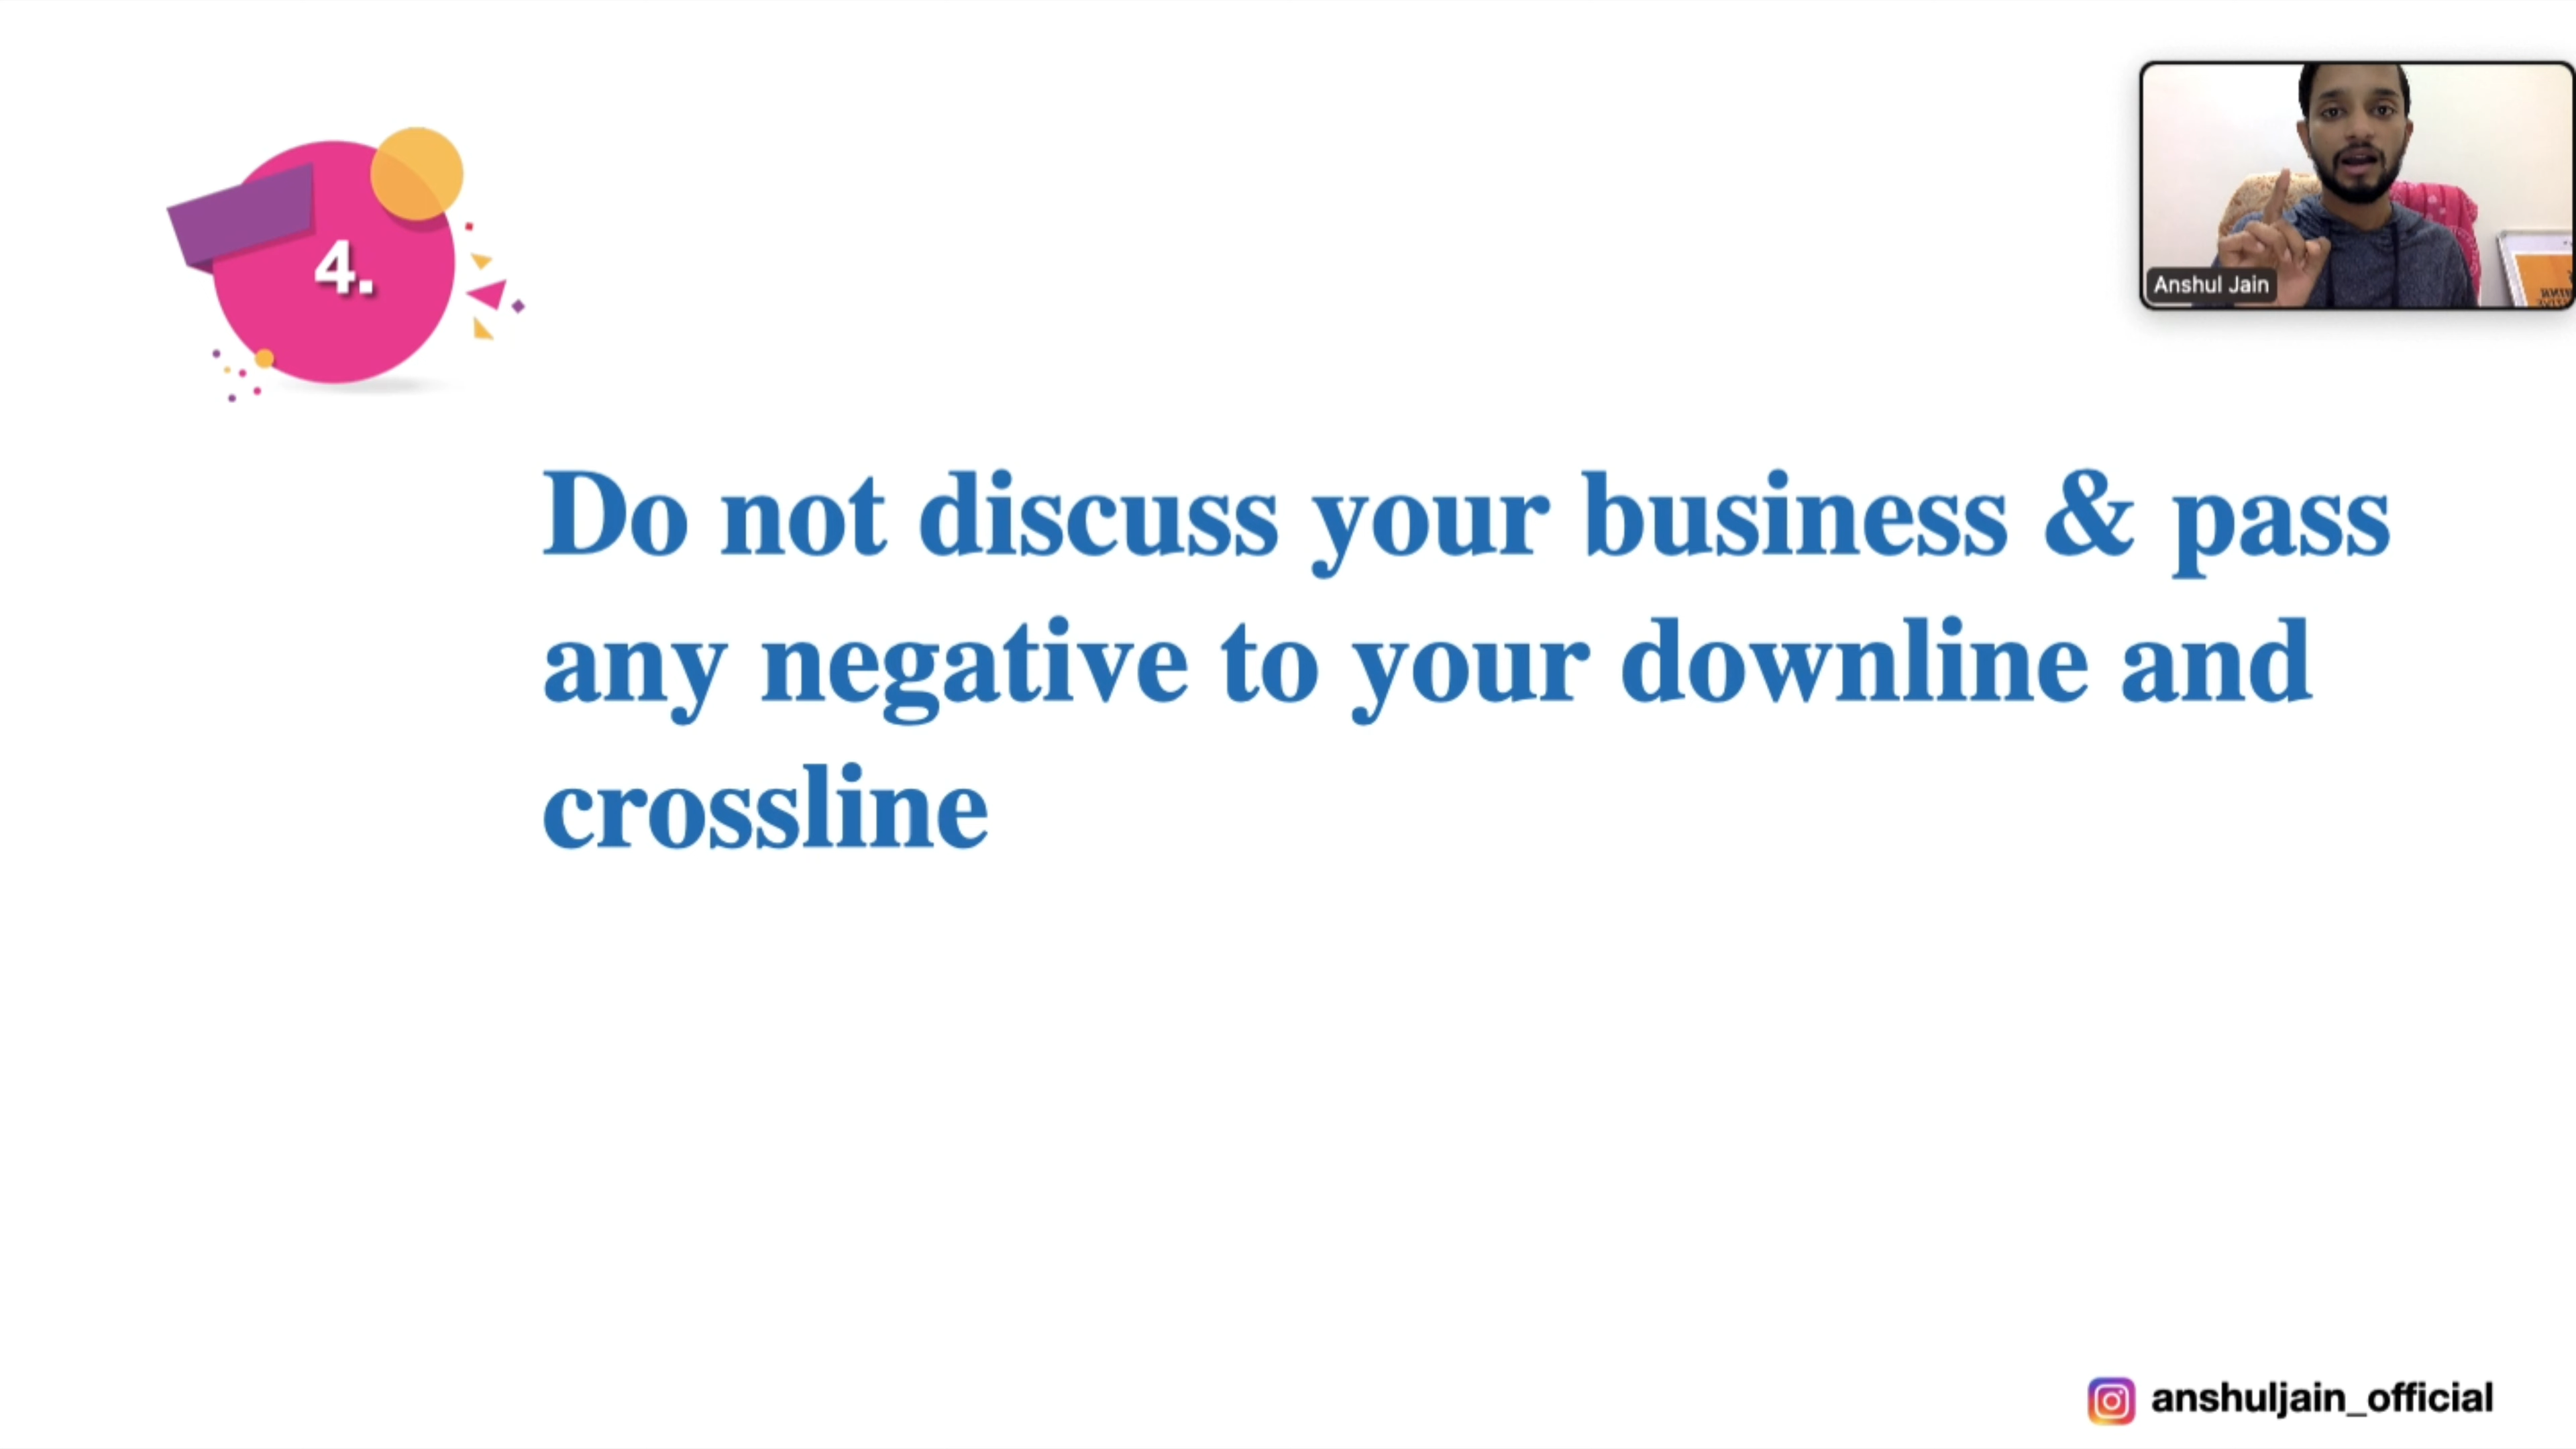 4.
Anshul Jain
Do not discuss your business & pass
any negative to your downline and
crossline
anshuljain_official